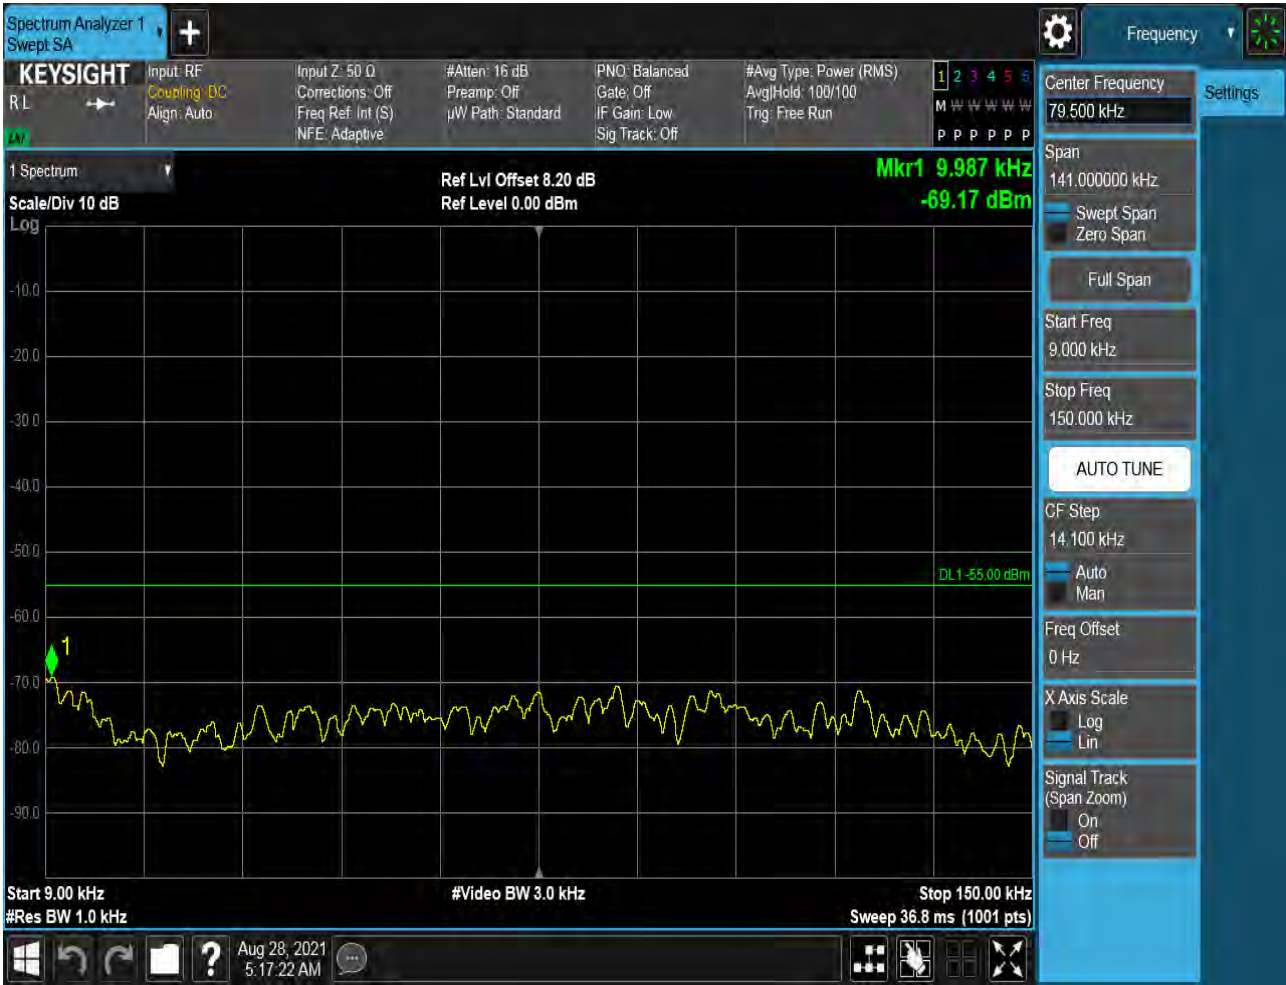 Spectrum Analyzer 1
Swept SA
+
Frequency
KEYSIGHT
R L
LXI
Input: RF
Coupling: DC
Align: Auto
Input Z: 50 Ω
Corrections: Off
Freq Ref: Int (S)
NFE: Adaptive
#Atten: 16 dB
Preamp: Off
µW Path: Standard
PNO: Balanced
Gate: Off
IF Gain: Low
Sig Track: Off
#Avg Type: Power (RMS)
Avg|Hold: 100/100
Trig: Free Run
1 2 3 4 5 6
M W W W W W
P P P P P P
1 Spectrum
Scale/Div 10 dB
Log
Ref Lvl Offset 8.20 dB
Ref Level 0.00 dBm
Mkr1 9.987 kHz
-69.17 dBm
-10.0
-20.0
-30.0
-40.0
-50.0
DL1 -55.00 dBm
-60.0
1
-70.0
-80.0
-90.0
Start 9.00 kHz
#Res BW 1.0 kHz
#Video BW 3.0 kHz
Stop 150.00 kHz
Sweep 36.8 ms (1001 pts)
Center Frequency
79.500 kHz
Settings
Span
141.000000 kHz
Swept Span
Zero Span
Full Span
Start Freq
9.000 kHz
Stop Freq
150.000 kHz
AUTO TUNE
CF Step
14.100 kHz
Auto
Man
Freq Offset
0 Hz
X Axis Scale
Log
Lin
Signal Track
(Span Zoom)
On
Off
?
Aug 28, 2021
5:17:22 AM